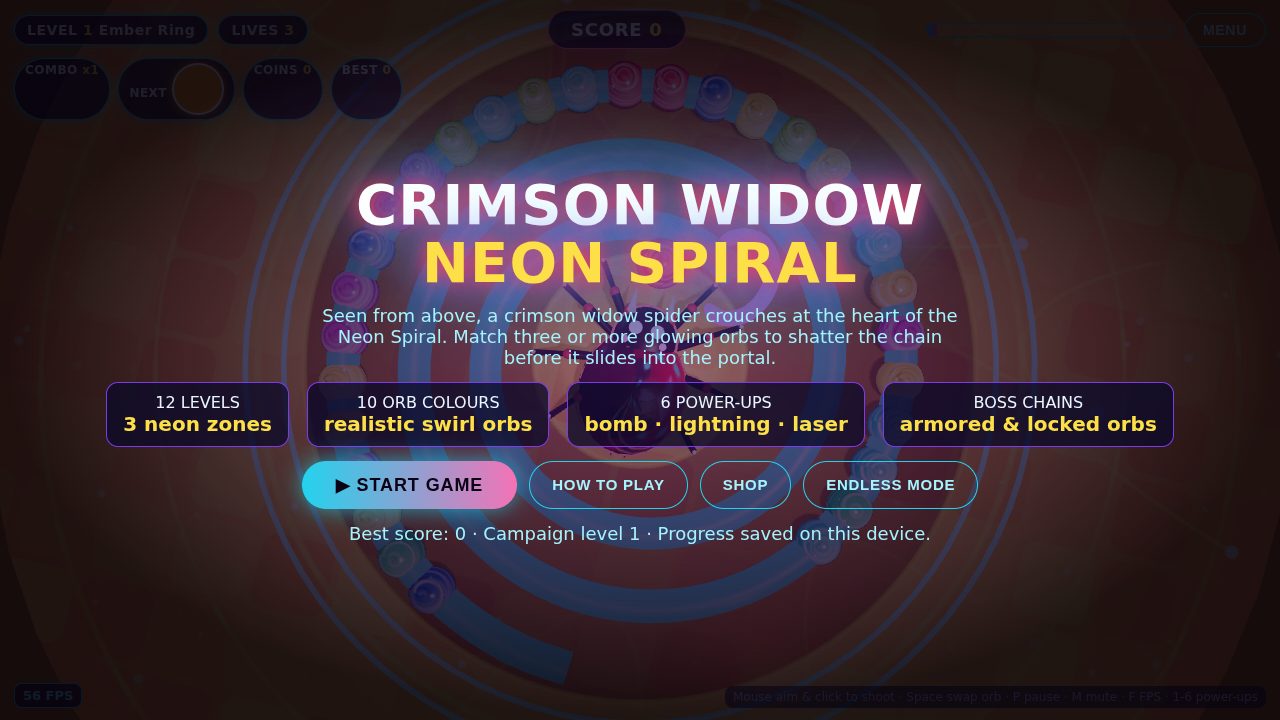 LEVEL 1 Ember Ring
LIVES 3
SCORE 0
MENU
COMBO x1
NEXT
COINS 0
BEST 0
CRIMSON WIDOW
NEON SPIRAL
Seen from above, a crimson widow spider crouches at the heart of the
Neon Spiral. Match three or more glowing orbs to shatter the chain
before it slides into the portal.
12 LEVELS
3 neon zones
10 ORB COLOURS
realistic swirl orbs
6 POWER-UPS
bomb · lightning · laser
BOSS CHAINS
armored & locked orbs
▶ START GAME
HOW TO PLAY
SHOP
ENDLESS MODE
Best score: 0 · Campaign level 1 · Progress saved on this device.
56 FPS
Mouse aim & click to shoot · Space swap orb · P pause · M mute · F FPS · 1-6 power-ups